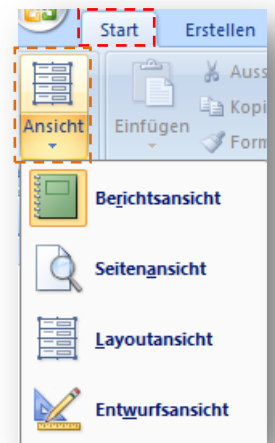 Start Erstellen
Auss
Kopi
Ansicht Einfügen
Form
Berichtsansicht
Seitenansicht
Layoutansicht
Entwurfsansicht